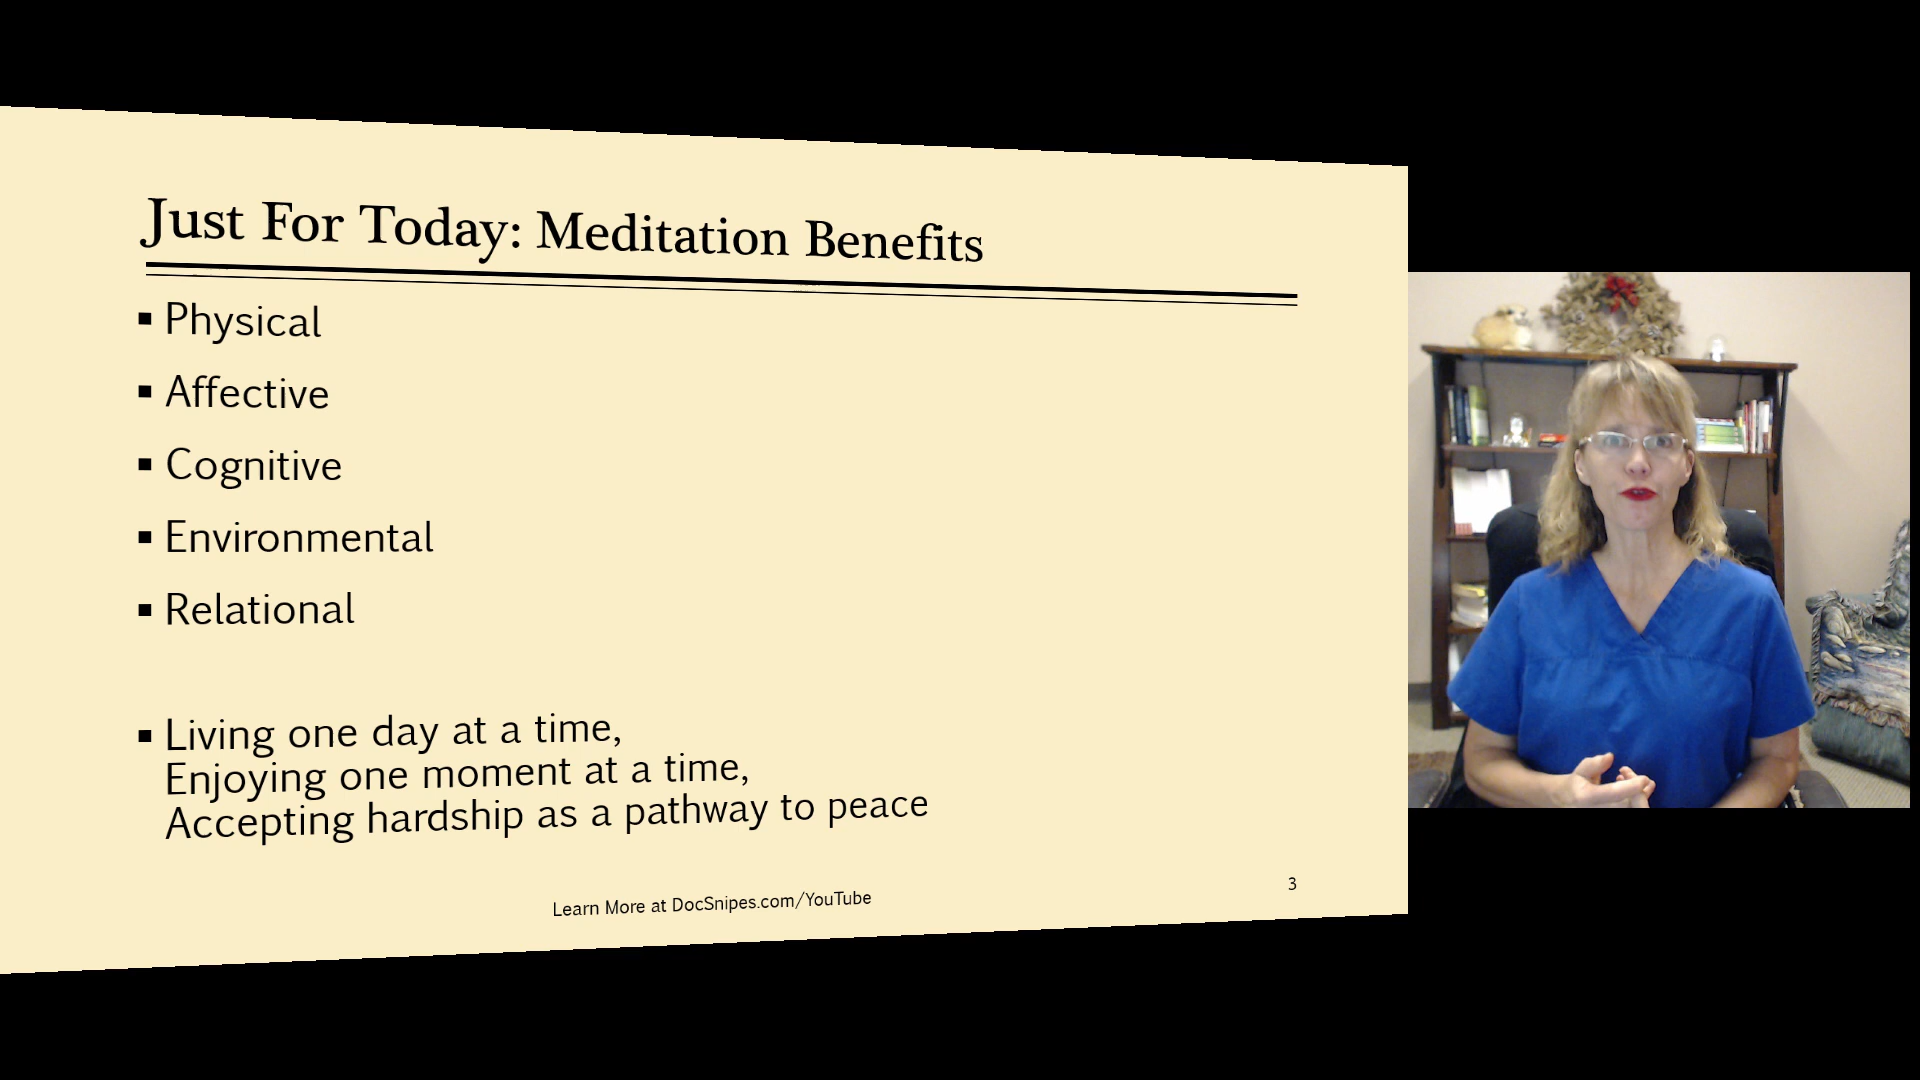 Just For Today: Meditation Benefits
Physical
Affective
Cognitive
Environmental
Relational
Living one day at a time,
Enjoying one moment at a time,
Accepting hardship as a pathway to peace
Learn More at DocSnipes.com/YouTube
3